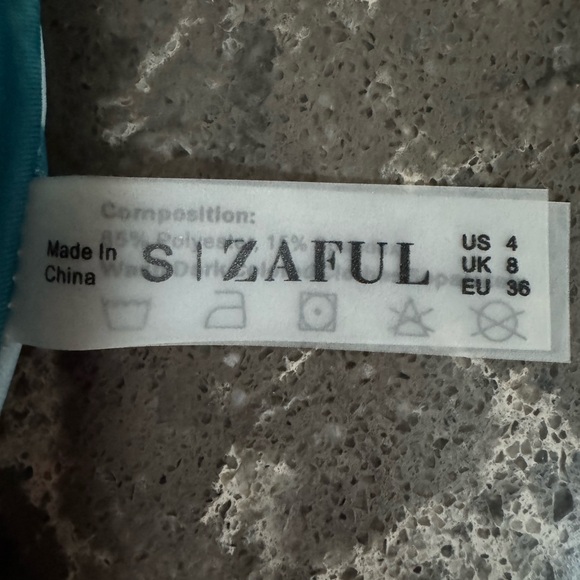 Composition:
85% Polyester 15%
Made In
China
S | ZAFUL
US 4
UK 8
EU 36